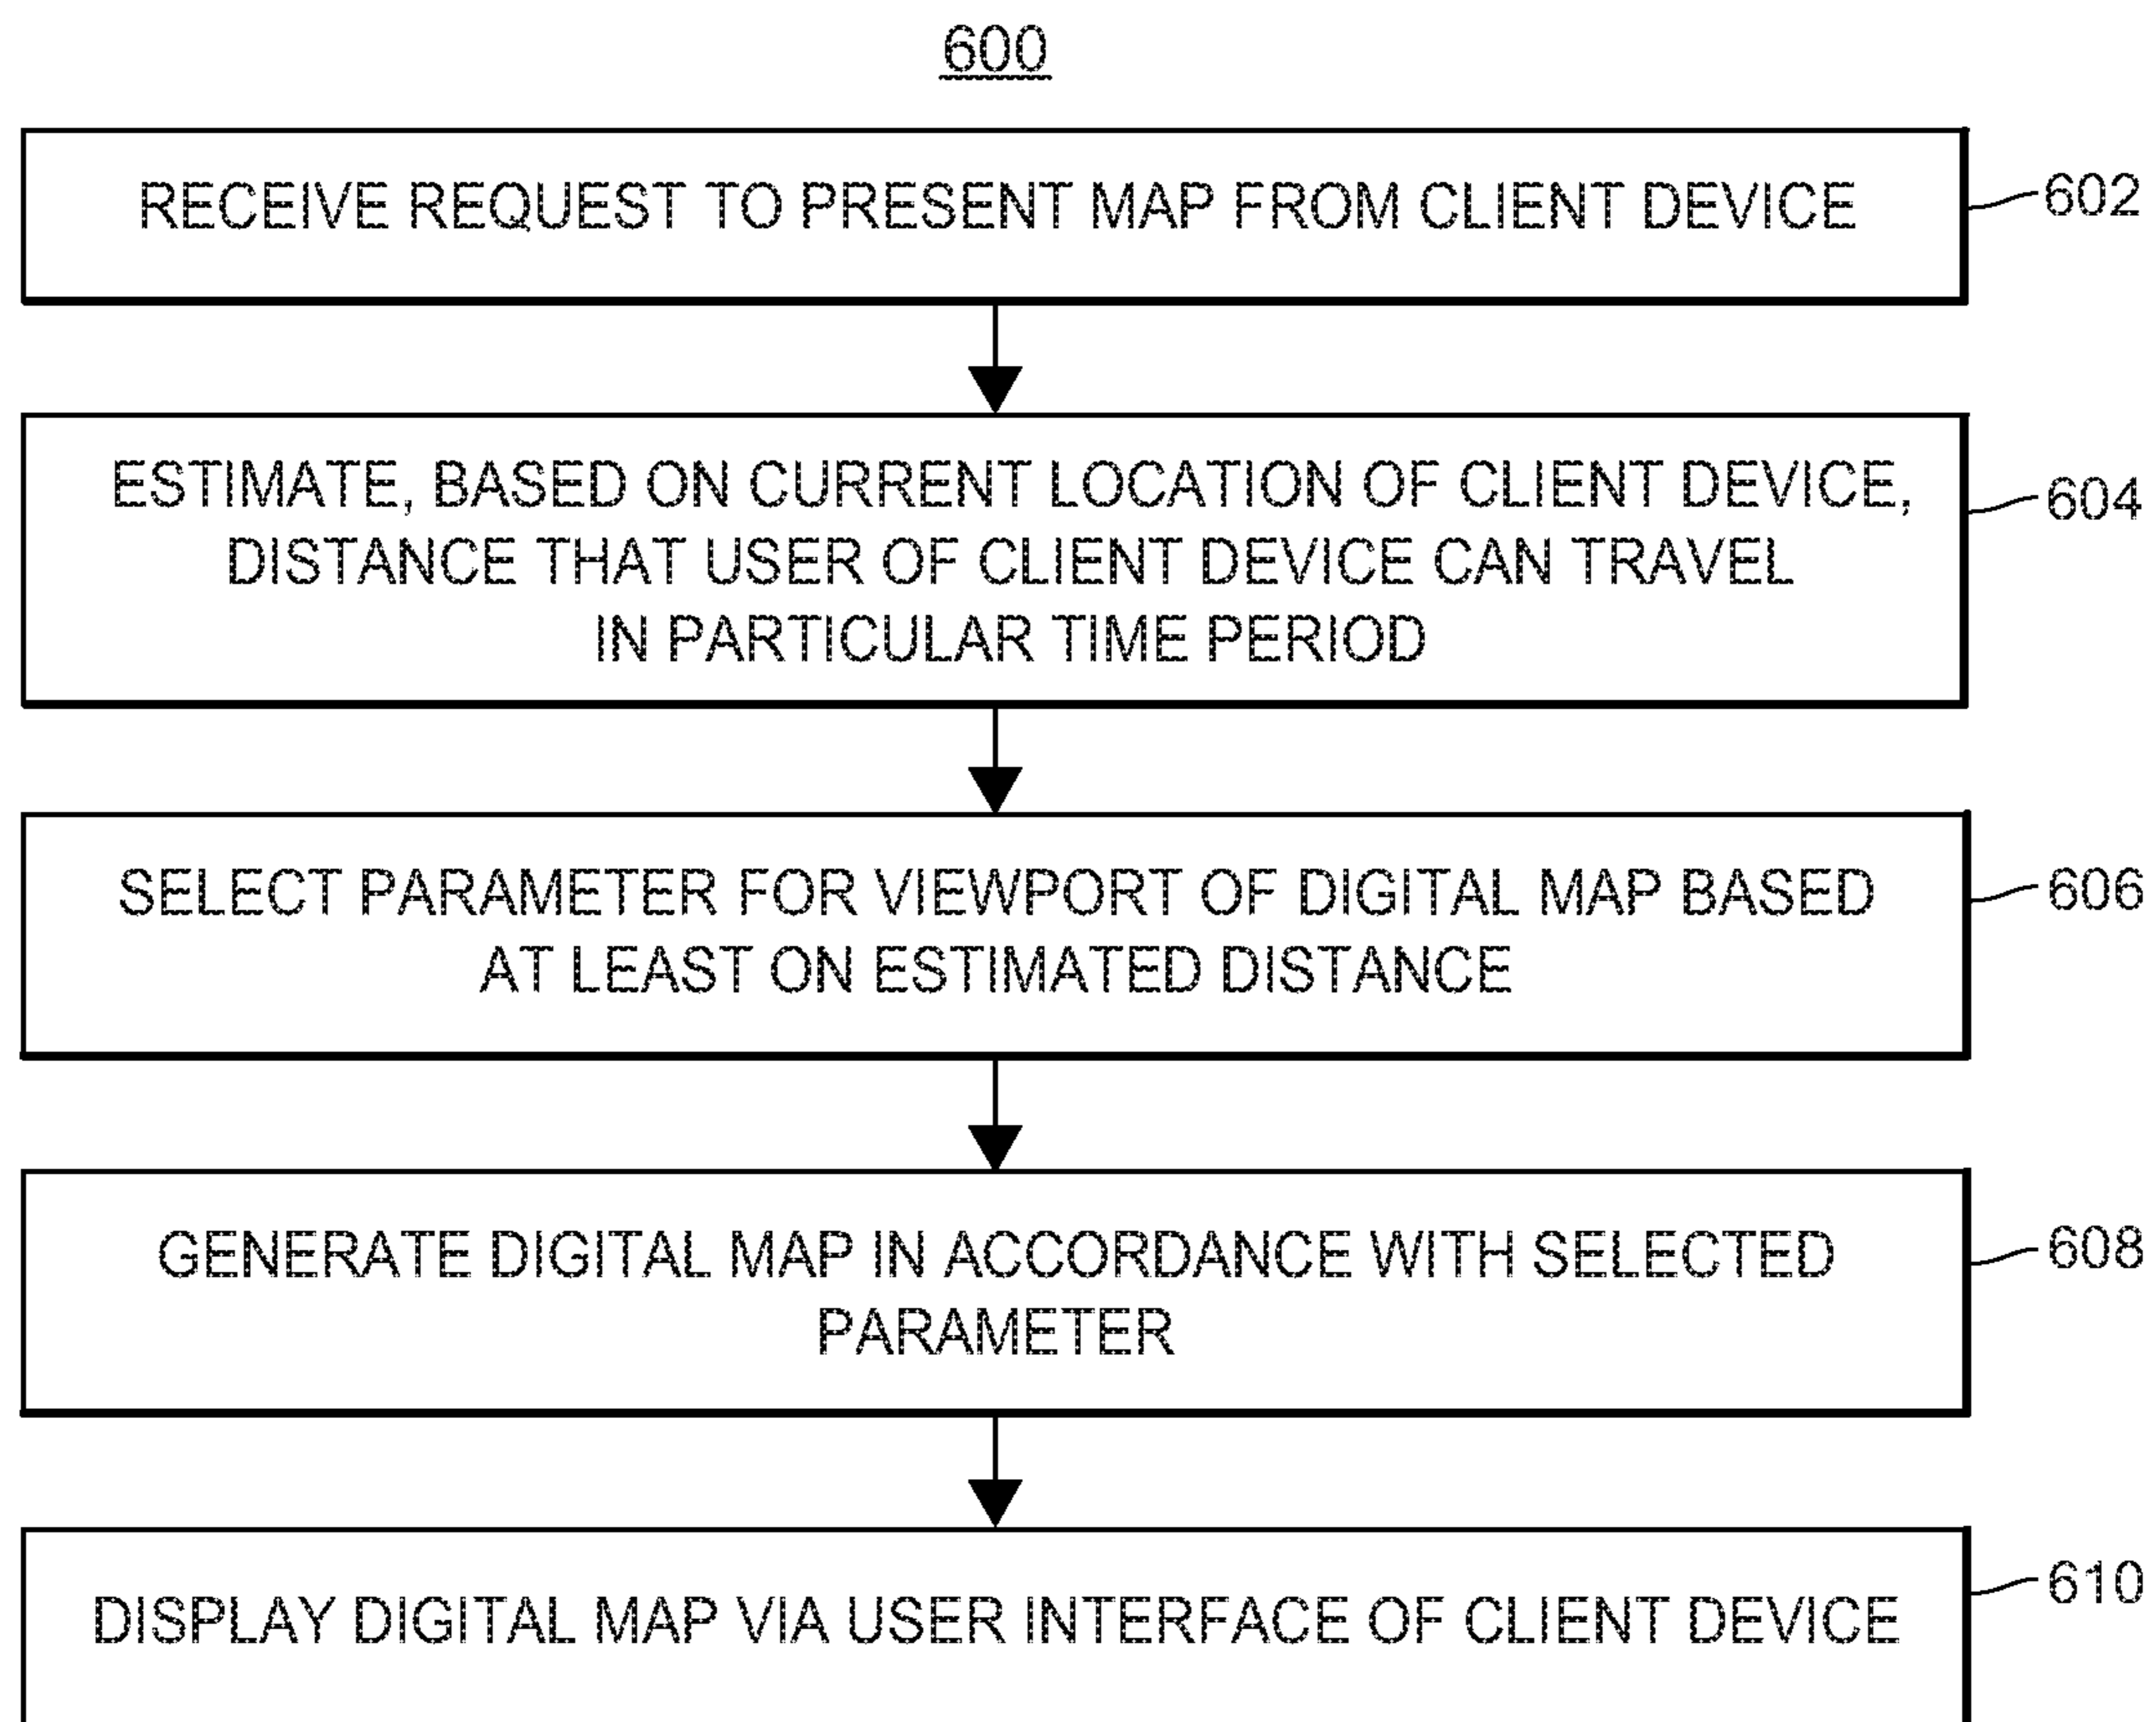 600
RECEIVE REQUEST TO PRESENT MAP FROM CLIENT DEVICE
602
ESTIMATE, BASED ON CURRENT LOCATION OF CLIENT DEVICE,
DISTANCE THAT USER OF CLIENT DEVICE CAN TRAVEL
IN PARTICULAR TIME PERIOD
604
SELECT PARAMETER FOR VIEWPORT OF DIGITAL MAP BASED
AT LEAST ON ESTIMATED DISTANCE
606
GENERATE DIGITAL MAP IN ACCORDANCE WITH SELECTED
PARAMETER
608
DISPLAY DIGITAL MAP VIA USER INTERFACE OF CLIENT DEVICE
610